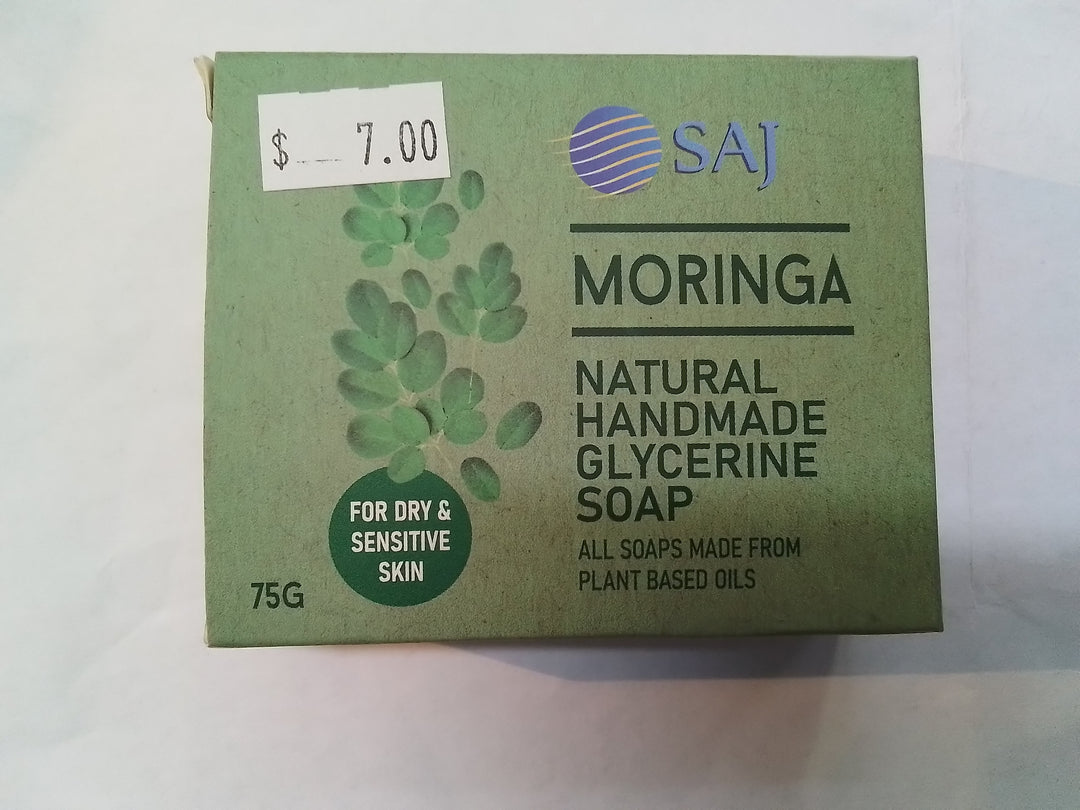 $ 7.00
SAJ
MORINGA
NATURAL
HANDMADE
GLYCERINE
SOAP
ALL SOAPS MADE FROM
PLANT BASED OILS
FOR DRY &
SENSITIVE
SKIN
75G